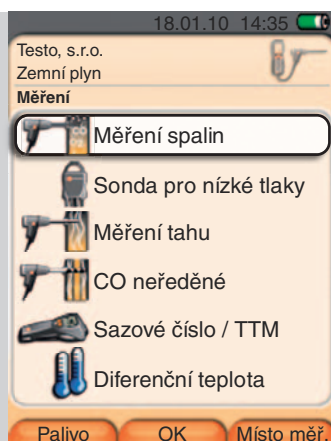 18.01.10 14:35
Testo, s.r.o.
Zemní plyn
Měření
Měření spalin
Sonda pro nízké tlaky
Měření tahu
CO neředěné
Sazové číslo / TTM
Diferenční teplota
Palivo OK Místo měř.